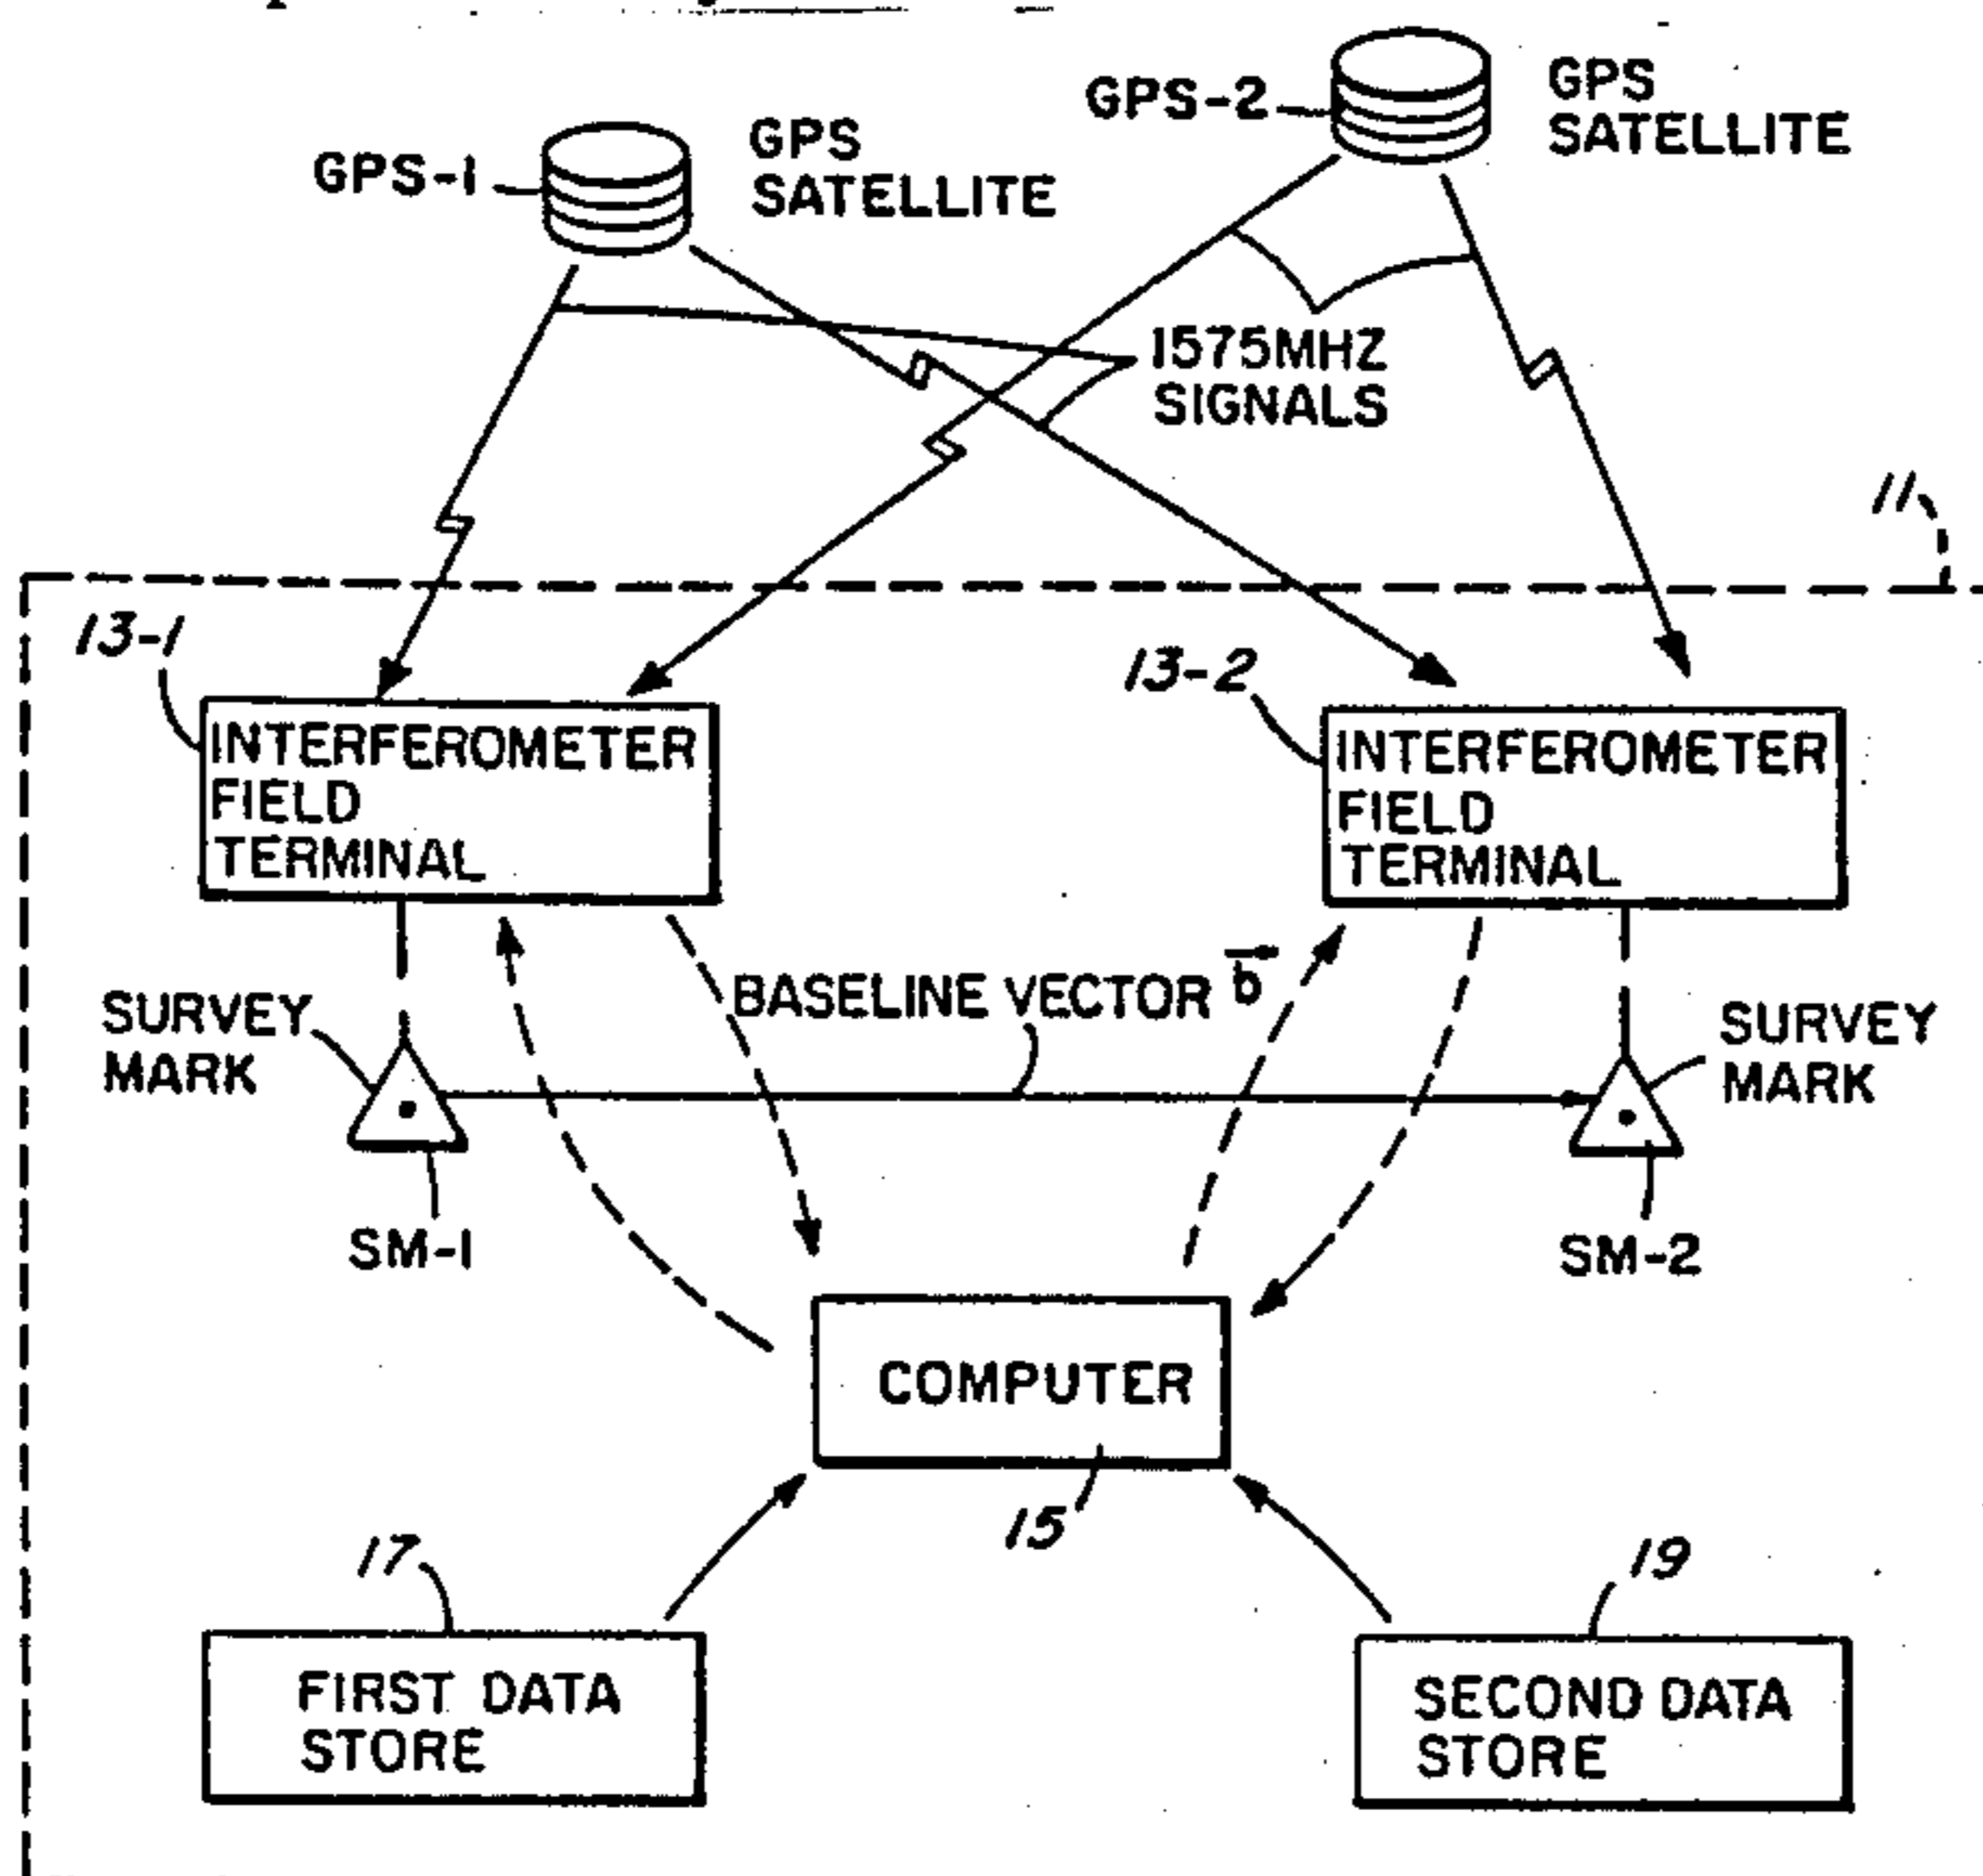 GPS-1
GPS
SATELLITE
GPS-2
GPS
SATELLITE
1575MHZ
SIGNALS
11
13-1
13-2
INTERFEROMETER
FIELD
TERMINAL
INTERFEROMETER
FIELD
TERMINAL
BASELINE VECTOR b
SURVEY
MARK
SURVEY
MARK
SM-1
SM-2
COMPUTER
15
17
19
FIRST DATA
STORE
SECOND DATA
STORE